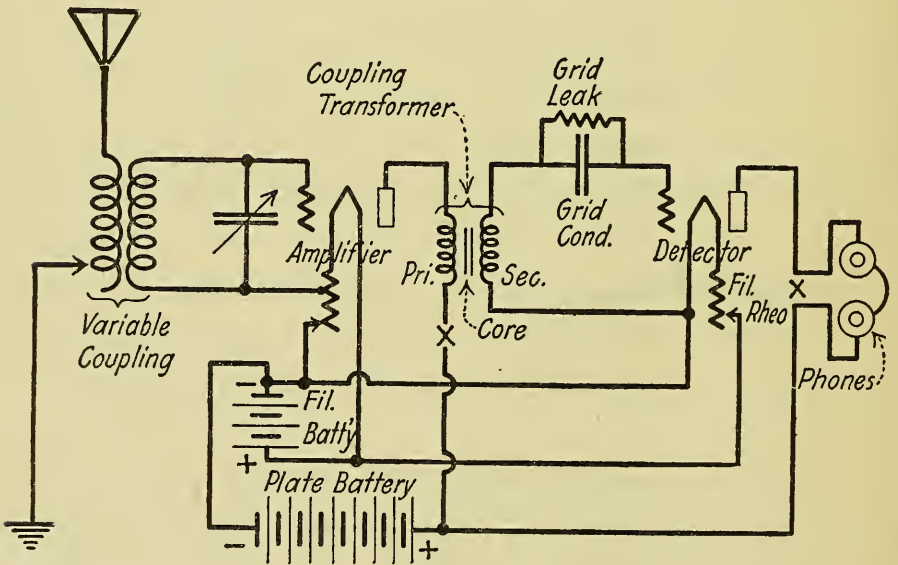 Coupling
Transformer
Grid
Leak
Grid
Cond.
Amplifier
Detector
Pri.
Sec.
Core
Fil.
Rheo
Variable
Coupling
Phones
-
Fil.
Batt'y
+
Plate Battery
-
+
X
X